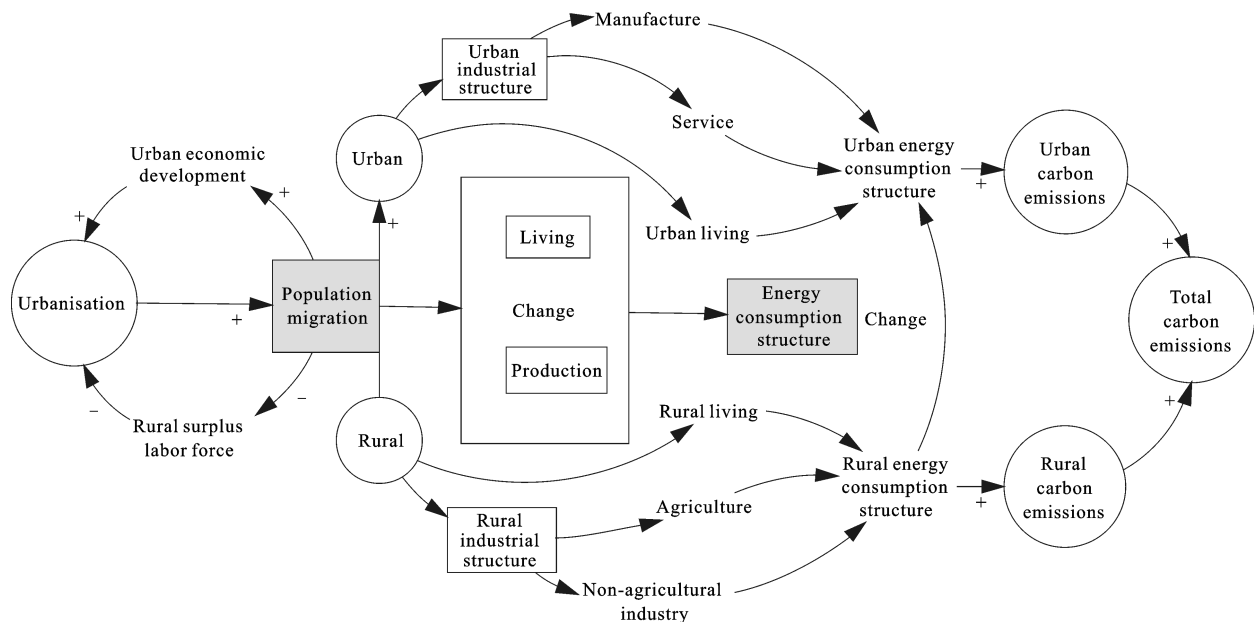 Manufacture
Urban
industrial
structure
Service
Urban
+
Urban economic
development
+
+
Urban energy
consumption
structure
+
Urban
carbon
emissions
+
Living
Urban living
Urbanisation
+
Population
migration
Change
Energy
consumption
structure
Change
Total
carbon
emissions
Production
−
−
Rural surplus
labor force
Rural
Rural living
Rural energy
consumption
structure
+
Rural
carbon
emissions
+
Agriculture
Rural
industrial
structure
Non-agricultural
industry